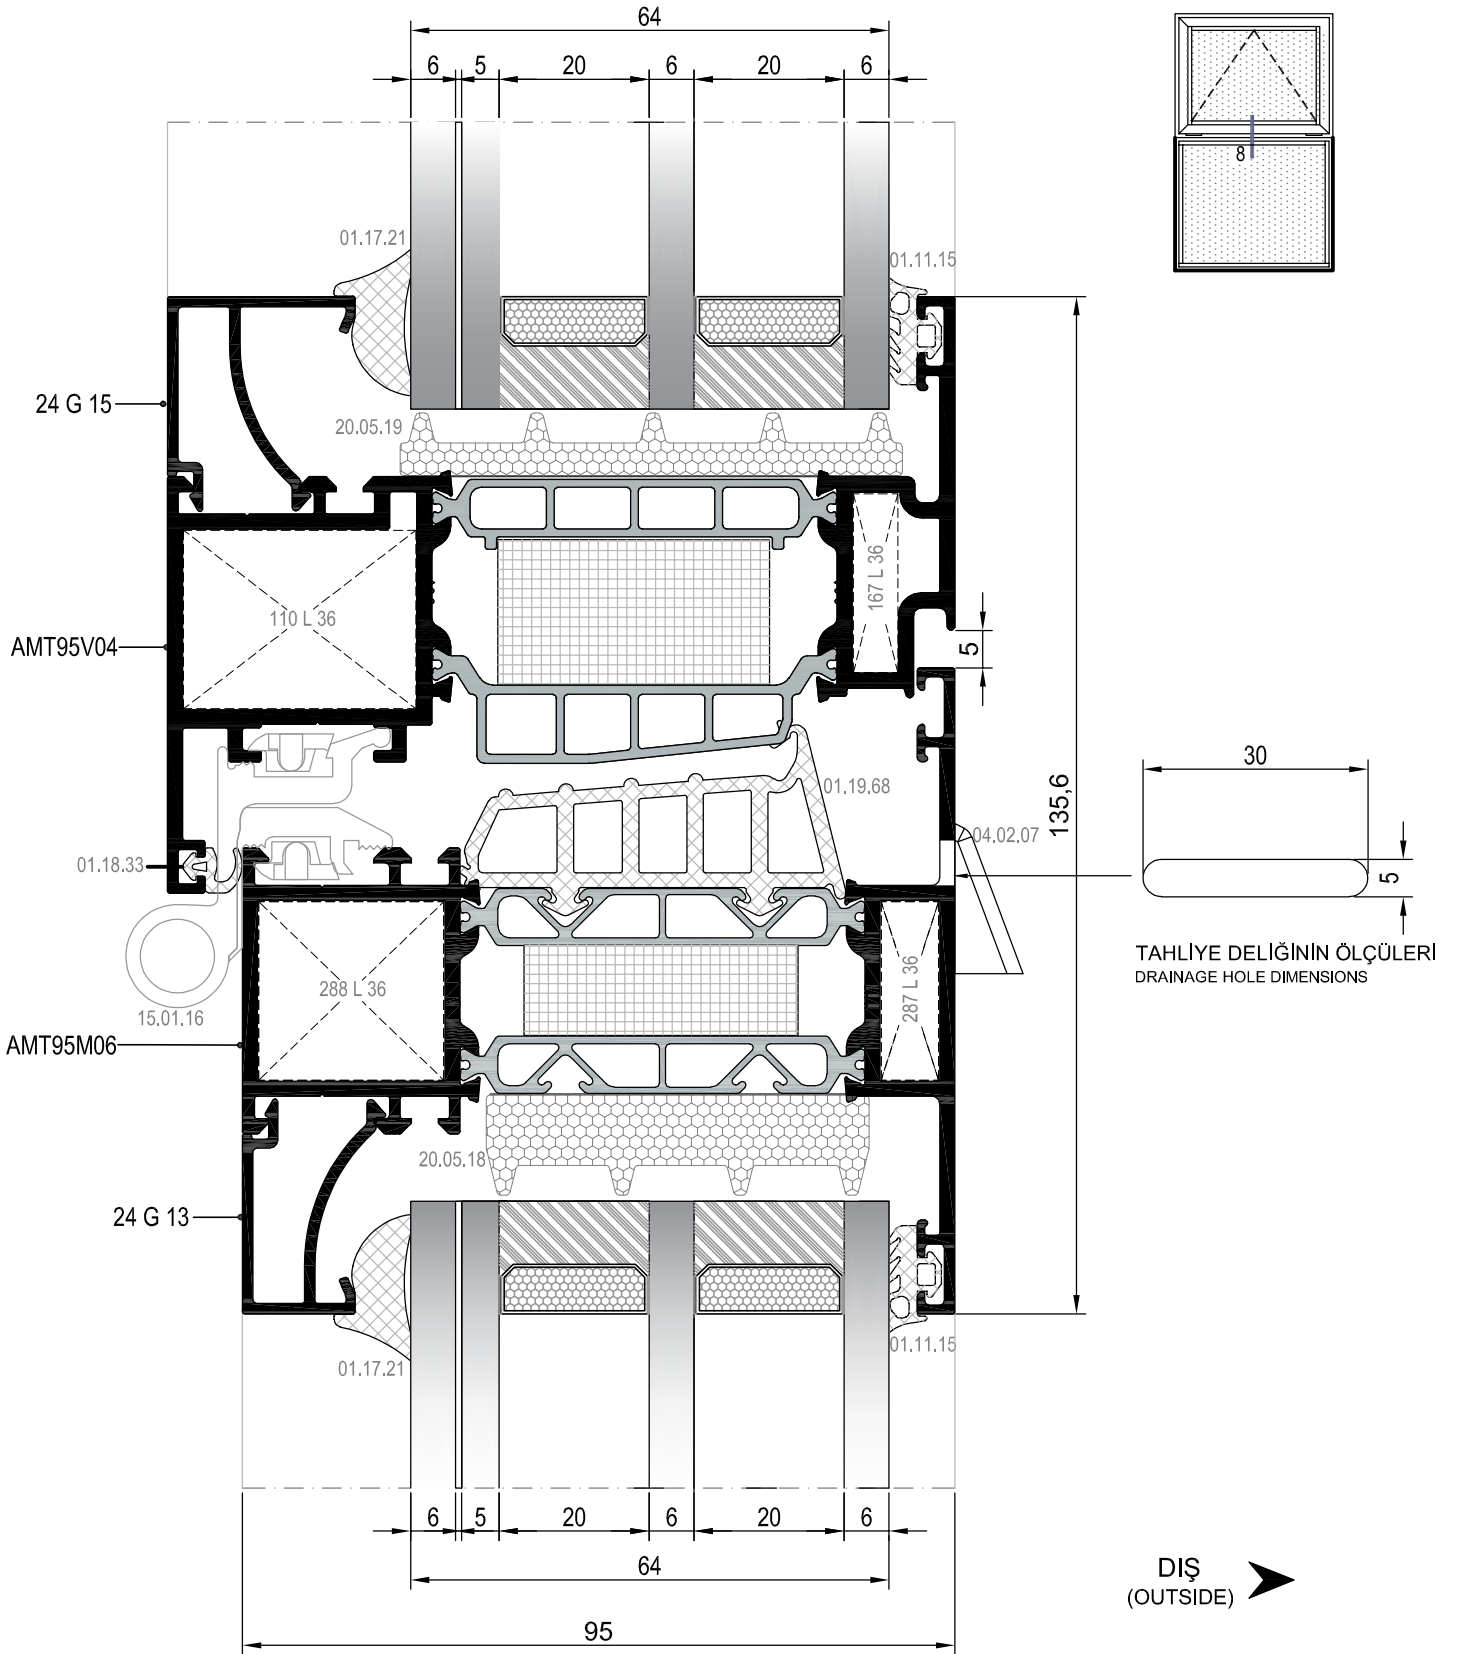 64
6 5 20 6 20 6
8
01.17.21
01.11.15
24 G 15
20.05.19
110 L 36
167 L 36
AMT95V04
5
135,6
30
01.19.68
04.02.07
01.18.33
5
TAHLİYE DELİĞİNİN ÖLÇÜLERİ
DRAINAGE HOLE DIMENSIONS
288 L 36
287 L 36
15.01.16
AMT95M06
20.05.18
24 G 13
01.17.21
01.11.15
6 5 20 6 20 6
64
95
DIŞ
(OUTSIDE)